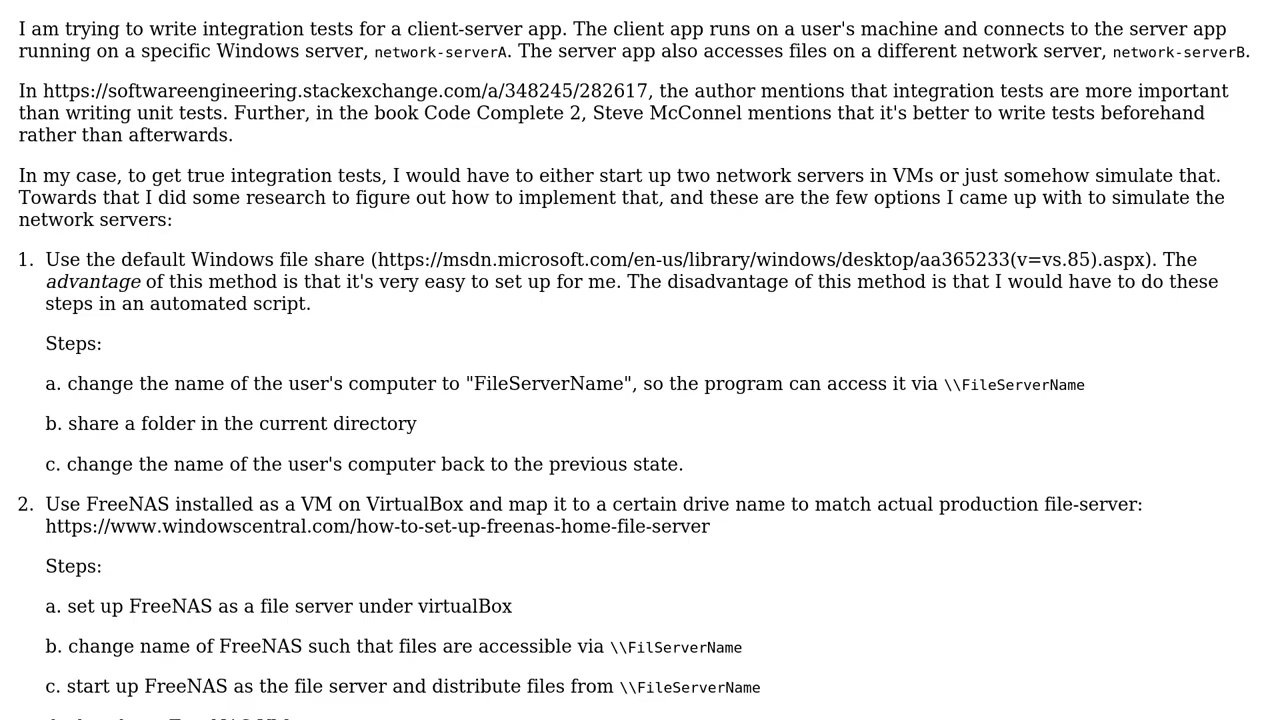 I am trying to write integration tests for a client-server app. The client app runs on a user's machine and connects to the server app
running on a specific Windows server, network-serverA. The server app also accesses files on a different network server, network-serverB.
In https://softwareengineering.stackexchange.com/a/348245/282617, the author mentions that integration tests are more important
than writing unit tests. Further, in the book Code Complete 2, Steve McConnel mentions that it's better to write tests beforehand
rather than afterwards.
In my case, to get true integration tests, I would have to either start up two network servers in VMs or just somehow simulate that.
Towards that I did some research to figure out how to implement that, and these are the few options I came up with to simulate the
network servers:
1. Use the default Windows file share (https://msdn.microsoft.com/en-us/library/windows/desktop/aa365233(v=vs.85).aspx). The
advantage of this method is that it's very easy to set up for me. The disadvantage of this method is that I would have to do these
steps in an automated script.
Steps:
a. change the name of the user's computer to "FileServerName", so the program can access it via \\FileServerName
b. share a folder in the current directory
c. change the name of the user's computer back to the previous state.
2. Use FreeNAS installed as a VM on VirtualBox and map it to a certain drive name to match actual production file-server:
https://www.windowscentral.com/how-to-set-up-freenas-home-file-server
Steps:
a. set up FreeNAS as a file server under virtualBox
b. change name of FreeNAS such that files are accessible via \\FilServerName
c. start up FreeNAS as the file server and distribute files from \\FileServerName